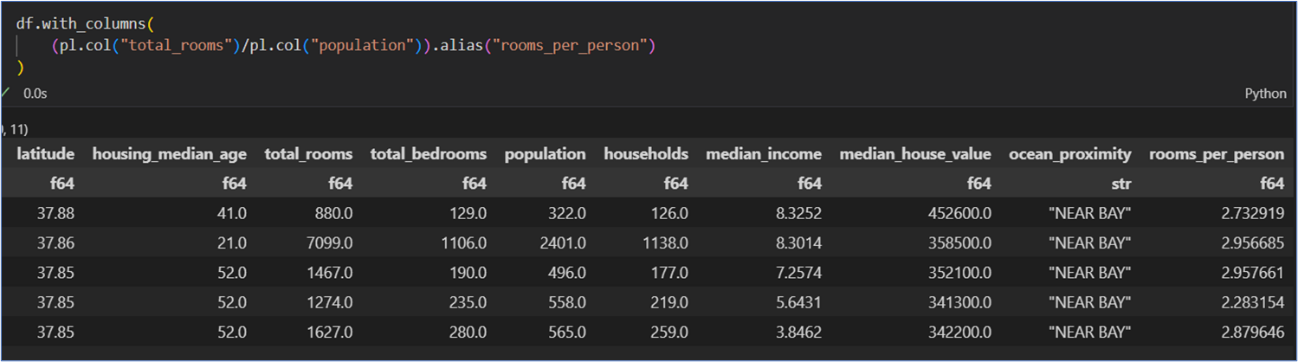 df.with_columns(
(pl.col("total_rooms")/pl.col("population")).alias("rooms_per_person")
)
0.0s Python
, 11)
latitude housing_median_age total_rooms total_bedrooms population households median_income median_house_value ocean_proximity rooms_per_person
f64 f64 f64 f64 f64 f64 f64 f64 str f64
37.88 41.0 880.0 129.0 322.0 126.0 8.3252 452600.0 "NEAR BAY" 2.732919
37.86 21.0 7099.0 1106.0 2401.0 1138.0 8.3014 358500.0 "NEAR BAY" 2.956685
37.85 52.0 1467.0 190.0 496.0 177.0 7.2574 352100.0 "NEAR BAY" 2.957661
37.85 52.0 1274.0 235.0 558.0 219.0 5.6431 341300.0 "NEAR BAY" 2.283154
37.85 52.0 1627.0 280.0 565.0 259.0 3.8462 342200.0 "NEAR BAY" 2.879646